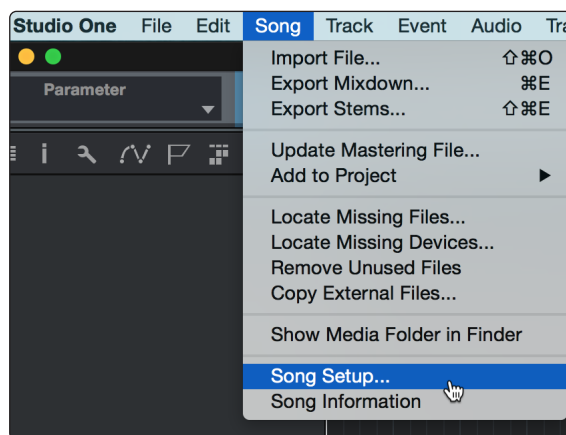 Studio One File Edit Song Track Event Audio
Parameter
Import File... ⇧⌘O
Export Mixdown... ⌘E
Export Stems... ⇧⌘E
Update Mastering File...
Add to Project
Locate Missing Files...
Locate Missing Devices...
Remove Unused Files
Copy External Files...
Show Media Folder in Finder
Song Setup...
Song Information